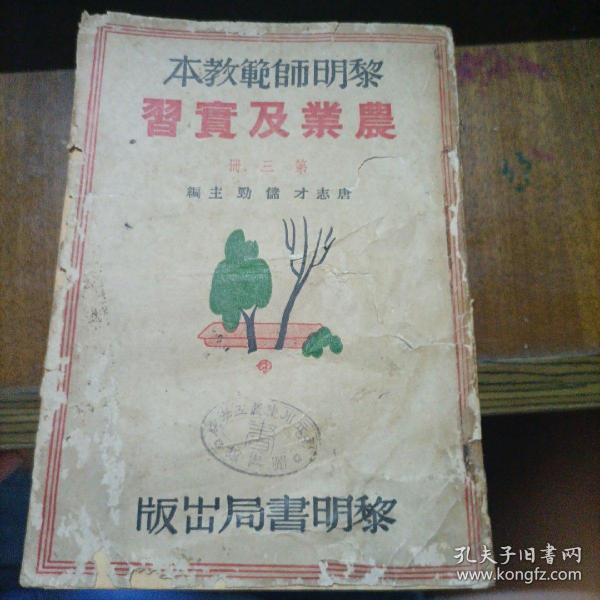 黎明師範教本
農業及實習
第三冊
唐志才 儲勁 主編
黎明書局出版
孔夫子旧书网
www.kongfz.com